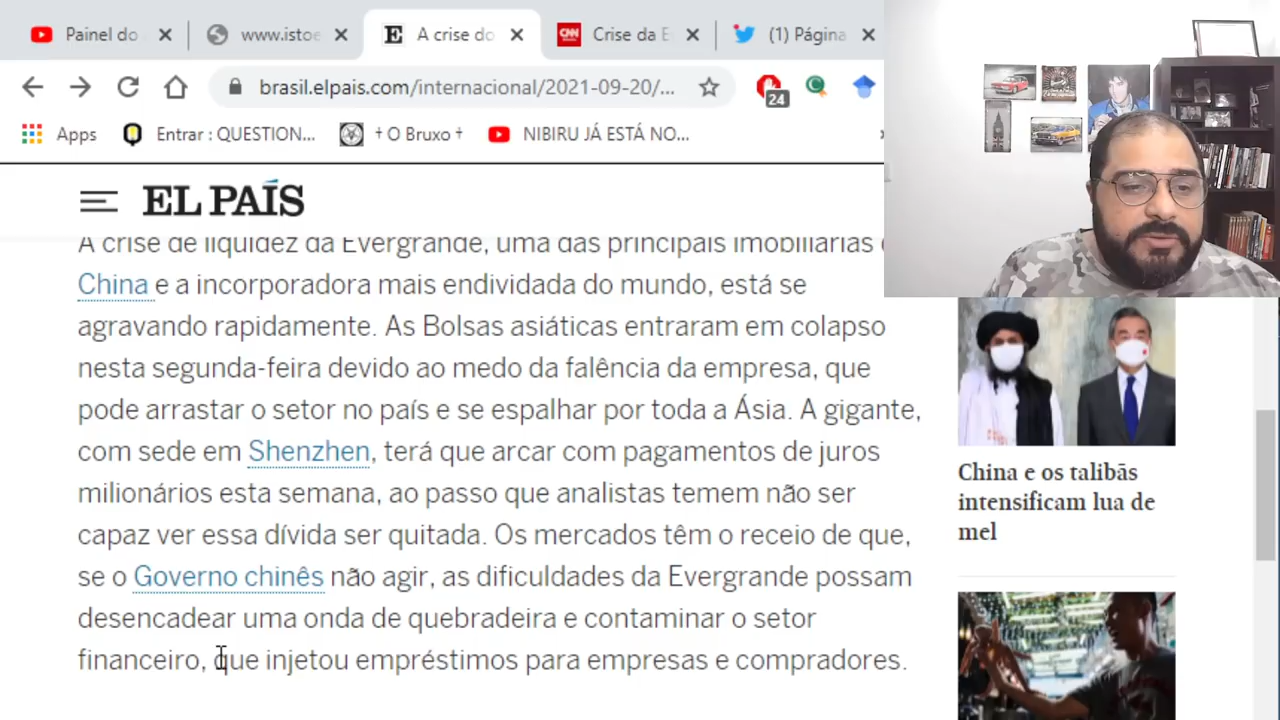 Painel do
www.istoe
A crise do
CNN
Crise da E
(1) Página
brasil.elpais.com/internacional/2021-09-20/...
24
Apps
Entrar : QUESTION...
† O Bruxo †
NIBIRU JÁ ESTÁ NO...
EL PAÍS
A crise de liquidez da Evergrande, uma das principais imobiliárias
China e a incorporadora mais endividada do mundo, está se
agravando rapidamente. As Bolsas asiáticas entraram em colapso
nesta segunda-feira devido ao medo da falência da empresa, que
pode arrastar o setor no país e se espalhar por toda a Ásia. A gigante,
com sede em Shenzhen, terá que arcar com pagamentos de juros
milionários esta semana, ao passo que analistas temem não ser
capaz ver essa dívida ser quitada. Os mercados têm o receio de que,
se o Governo chinês não agir, as dificuldades da Evergrande possam
desencadear uma onda de quebradeira e contaminar o setor
financeiro, que injetou empréstimos para empresas e compradores.
China e os talibãs
intensificam lua de
mel